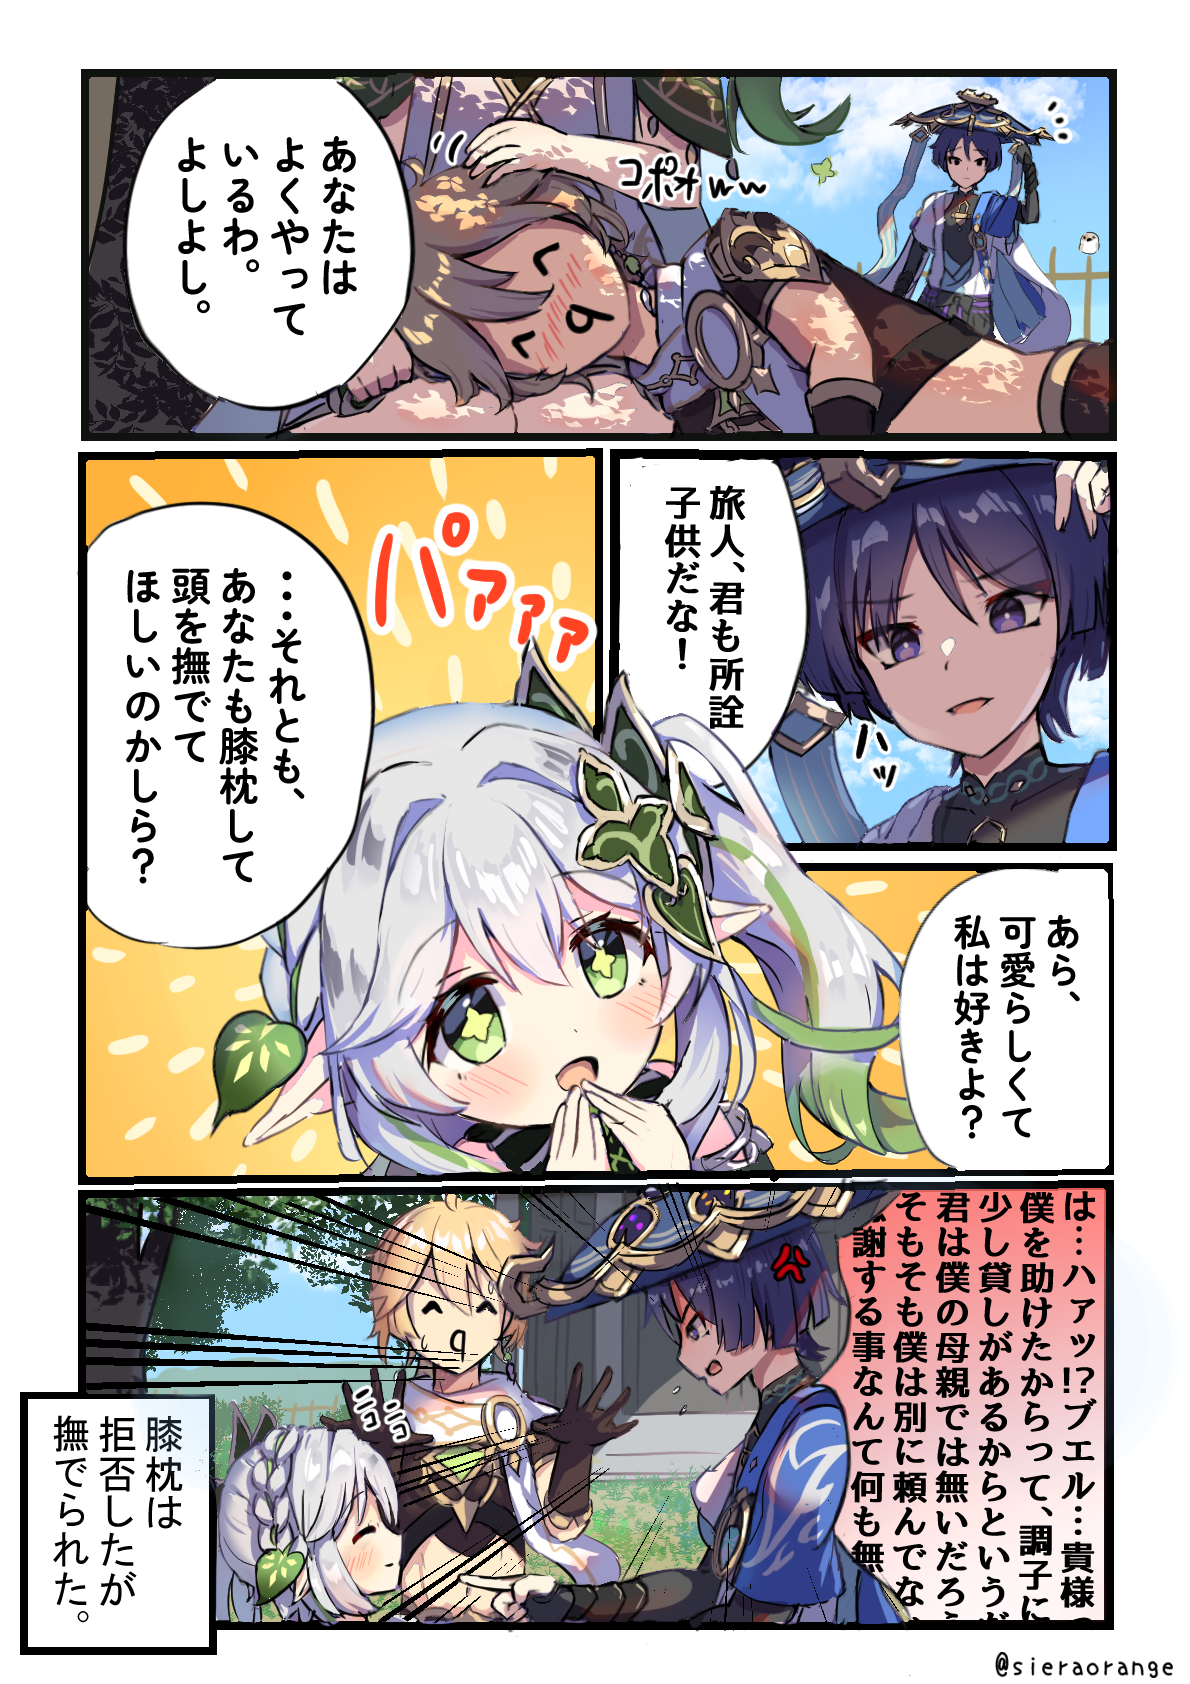 あなたは
よくやって
いるわ。
よしよし。
コポォww
旅人、君も所詮
子供だな！
ハッ
パァァァ
あら、
可愛らしくて
私は好きよ？
・・・それとも、
あなたも膝枕して
頭を撫でて
ほしいのかしら？
は…ハァッ!?ブエル…貴様っ
僕を助けたからって、調子に
少し貸しがあるからというが
君は僕の母親では無いだろう
そもそも僕は別に頼んでな
謝する事なんて何も無
ニコニコ
膝枕は
拒否したが
撫でられた。
@sieraorange